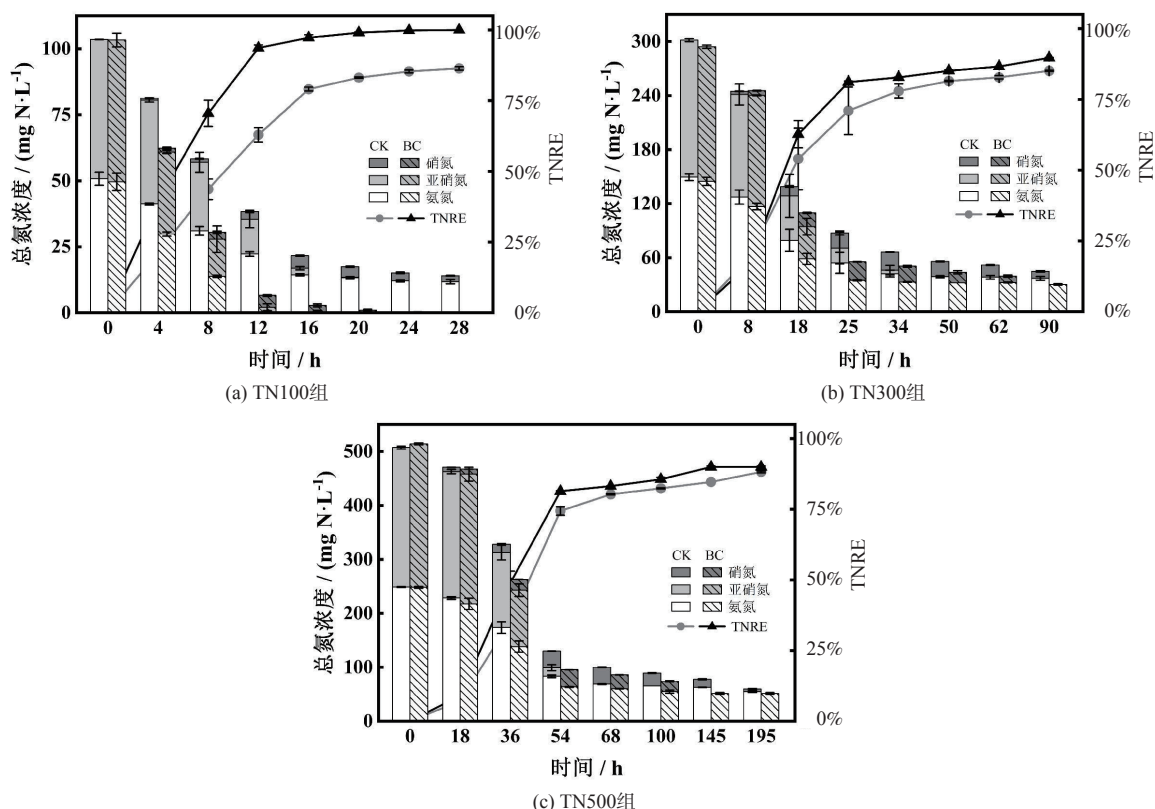 100
75
50
25
0
总氮浓度 / (mg N·L⁻¹)
100%
75%
50%
25%
0%
TNRE
CK BC
硝氮
亚硝氮
氨氮
TNRE
0 4 8 12 16 20 24 28
时间 / h
(a) TN100组
300
240
180
120
60
0
总氮浓度 / (mg N·L⁻¹)
100%
75%
50%
25%
0%
TNRE
CK BC
硝氮
亚硝氮
氨氮
TNRE
0 8 18 25 34 50 62 90
时间 / h
(b) TN300组
500
400
300
200
100
0
总氮浓度 / (mg N·L⁻¹)
100%
75%
50%
25%
0%
TNRE
CK BC
硝氮
亚硝氮
氨氮
TNRE
0 18 36 54 68 100 145 195
时间 / h
(c) TN500组